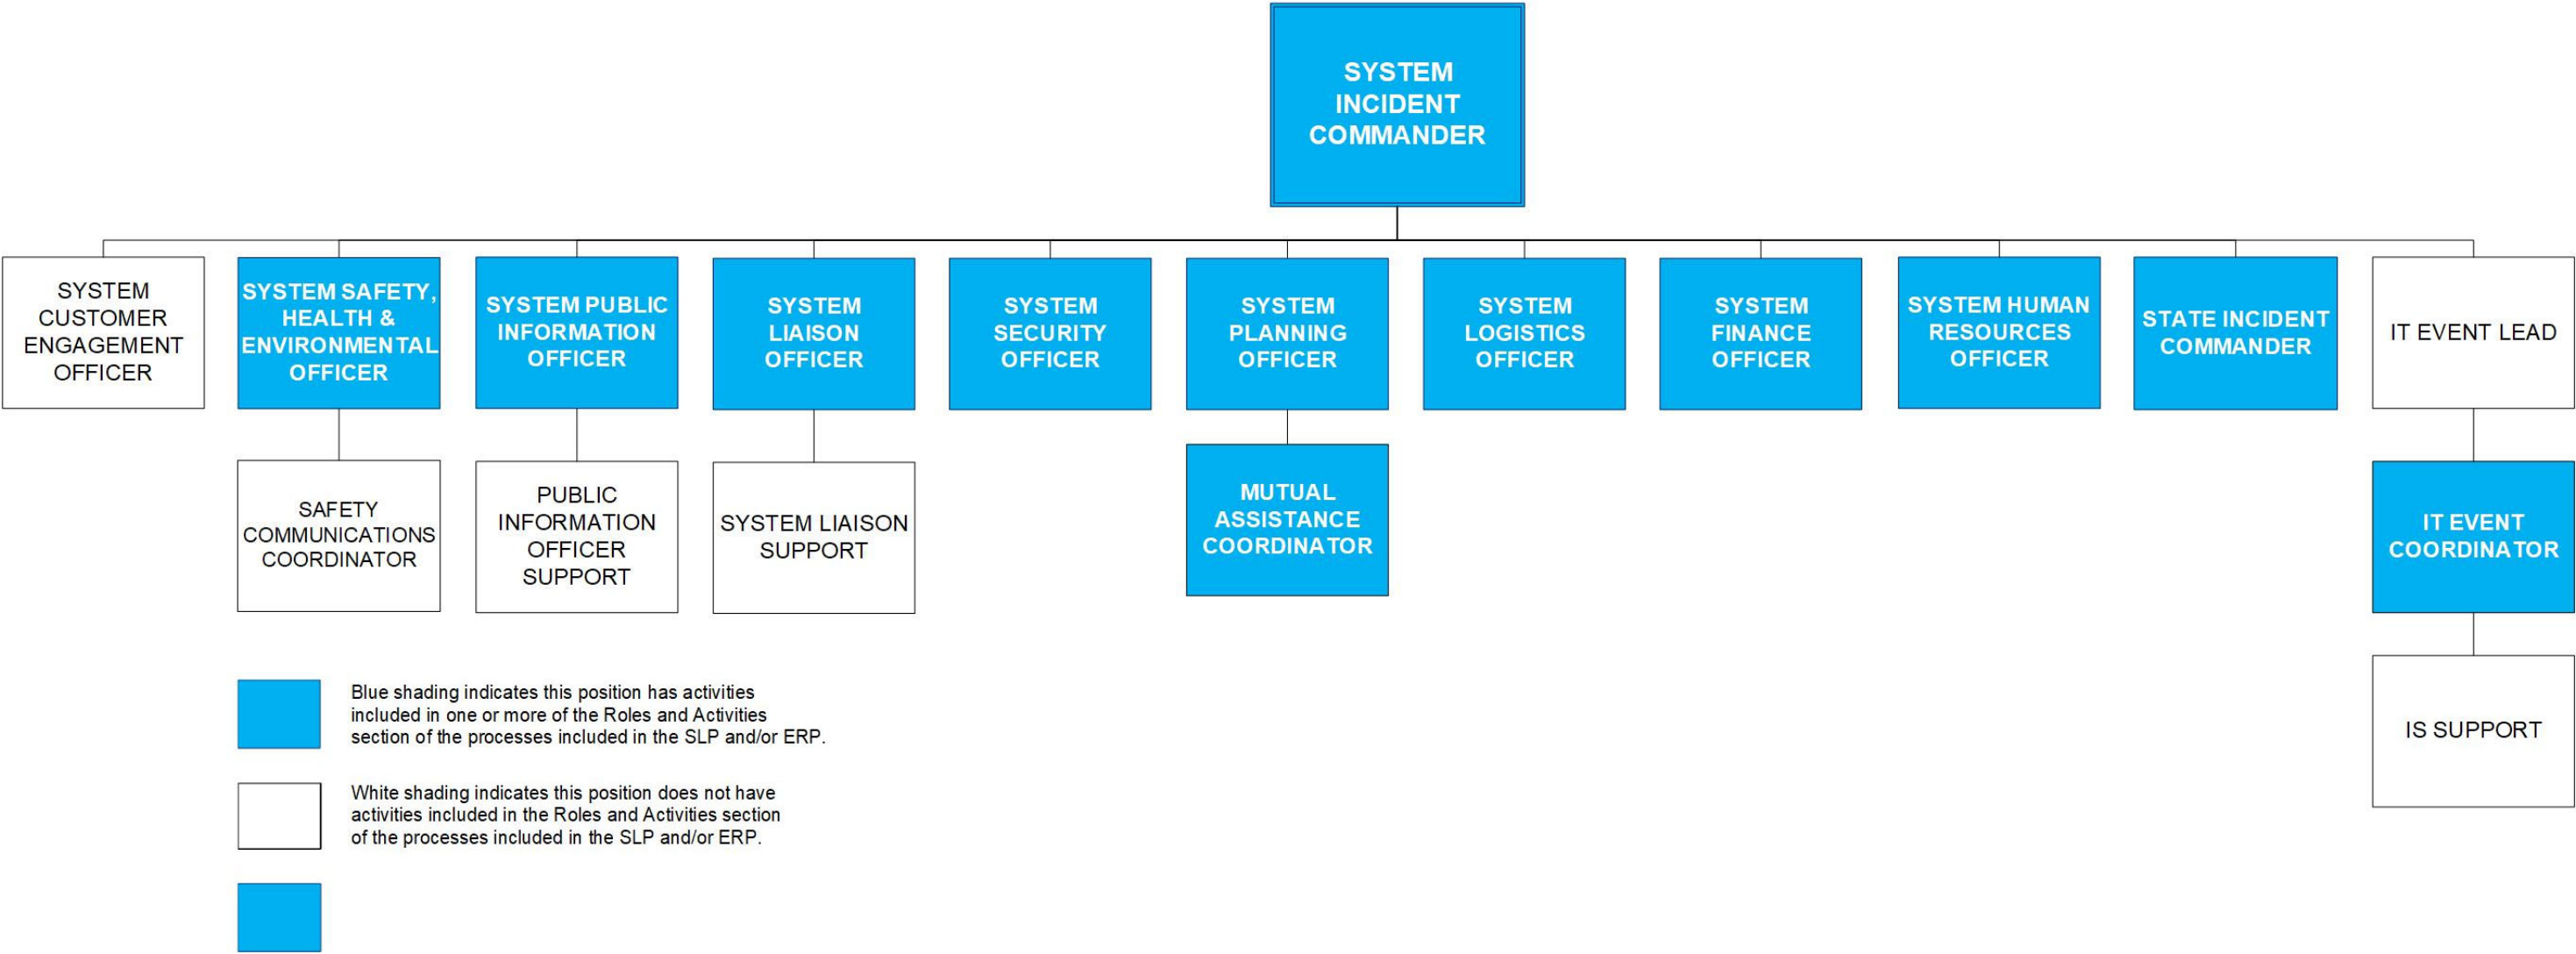 SYSTEM
INCIDENT
COMMANDER
SYSTEM
CUSTOMER
ENGAGEMENT
OFFICER
SYSTEM SAFETY,
HEALTH &
ENVIRONMENTAL
OFFICER
SYSTEM PUBLIC
INFORMATION
OFFICER
SYSTEM
LIAISON
OFFICER
SYSTEM
SECURITY
OFFICER
SYSTEM
PLANNING
OFFICER
SYSTEM
LOGISTICS
OFFICER
SYSTEM
FINANCE
OFFICER
SYSTEM HUMAN
RESOURCES
OFFICER
STATE INCIDENT
COMMANDER
IT EVENT LEAD
SAFETY
COMMUNICATIONS
COORDINATOR
PUBLIC
INFORMATION
OFFICER
SUPPORT
SYSTEM LIAISON
SUPPORT
MUTUAL
ASSISTANCE
COORDINATOR
IT EVENT
COORDINATOR
IS SUPPORT
Blue shading indicates this position has activities
included in one or more of the Roles and Activities
section of the processes included in the SLP and/or ERP.
White shading indicates this position does not have
activities included in the Roles and Activities section
of the processes included in the SLP and/or ERP.